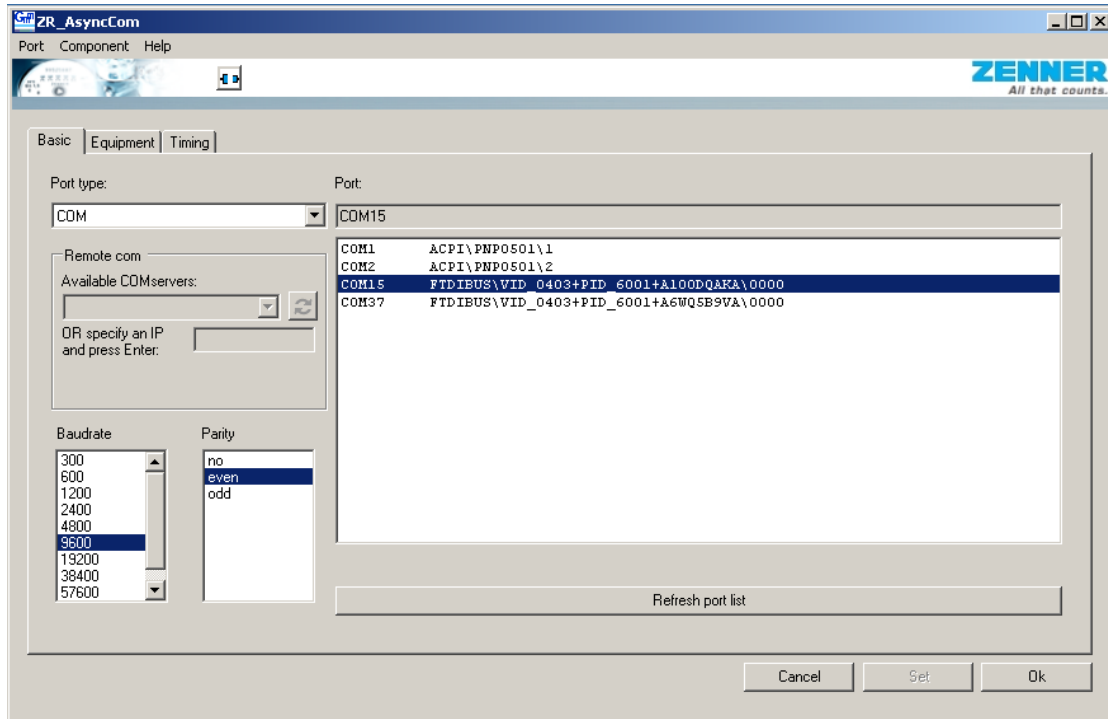 GMM ZR_AsyncCom
Port Component Help
ZENNER
All that counts.
Basic Equipment Timing
Port type:
COM
Port:
COM15
Remote com
Available COMservers:
OR specify an IP
and press Enter:
COM1 ACPI\PNP0501\1
COM2 ACPI\PNP0501\2
COM15 FTDIBUS\VID_0403+PID_6001+A100DQAKA\0000
COM37 FTDIBUS\VID_0403+PID_6001+A6WQ5B9VA\0000
Baudrate
300
600
1200
2400
4800
9600
19200
38400
57600
Parity
no
even
odd
Refresh port list
Cancel Set Ok